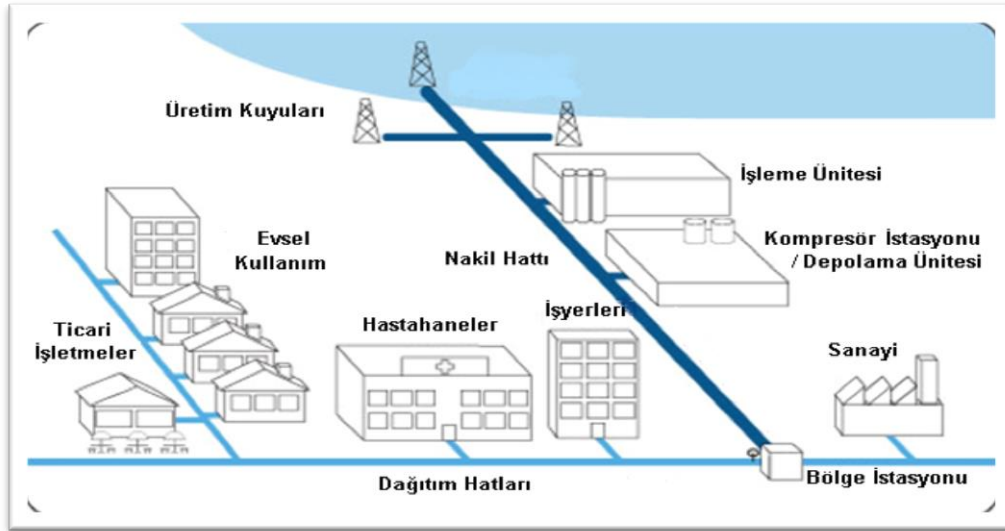 Üretim Kuyuları
İşleme Ünitesi
Kompresör İstasyonu
/ Depolama Ünitesi
Evsel
Kullanım
Nakil Hattı
İşyerleri
Hastahaneler
Ticari
İşletmeler
Sanayi
Dağıtım Hatları
Bölge İstasyonu